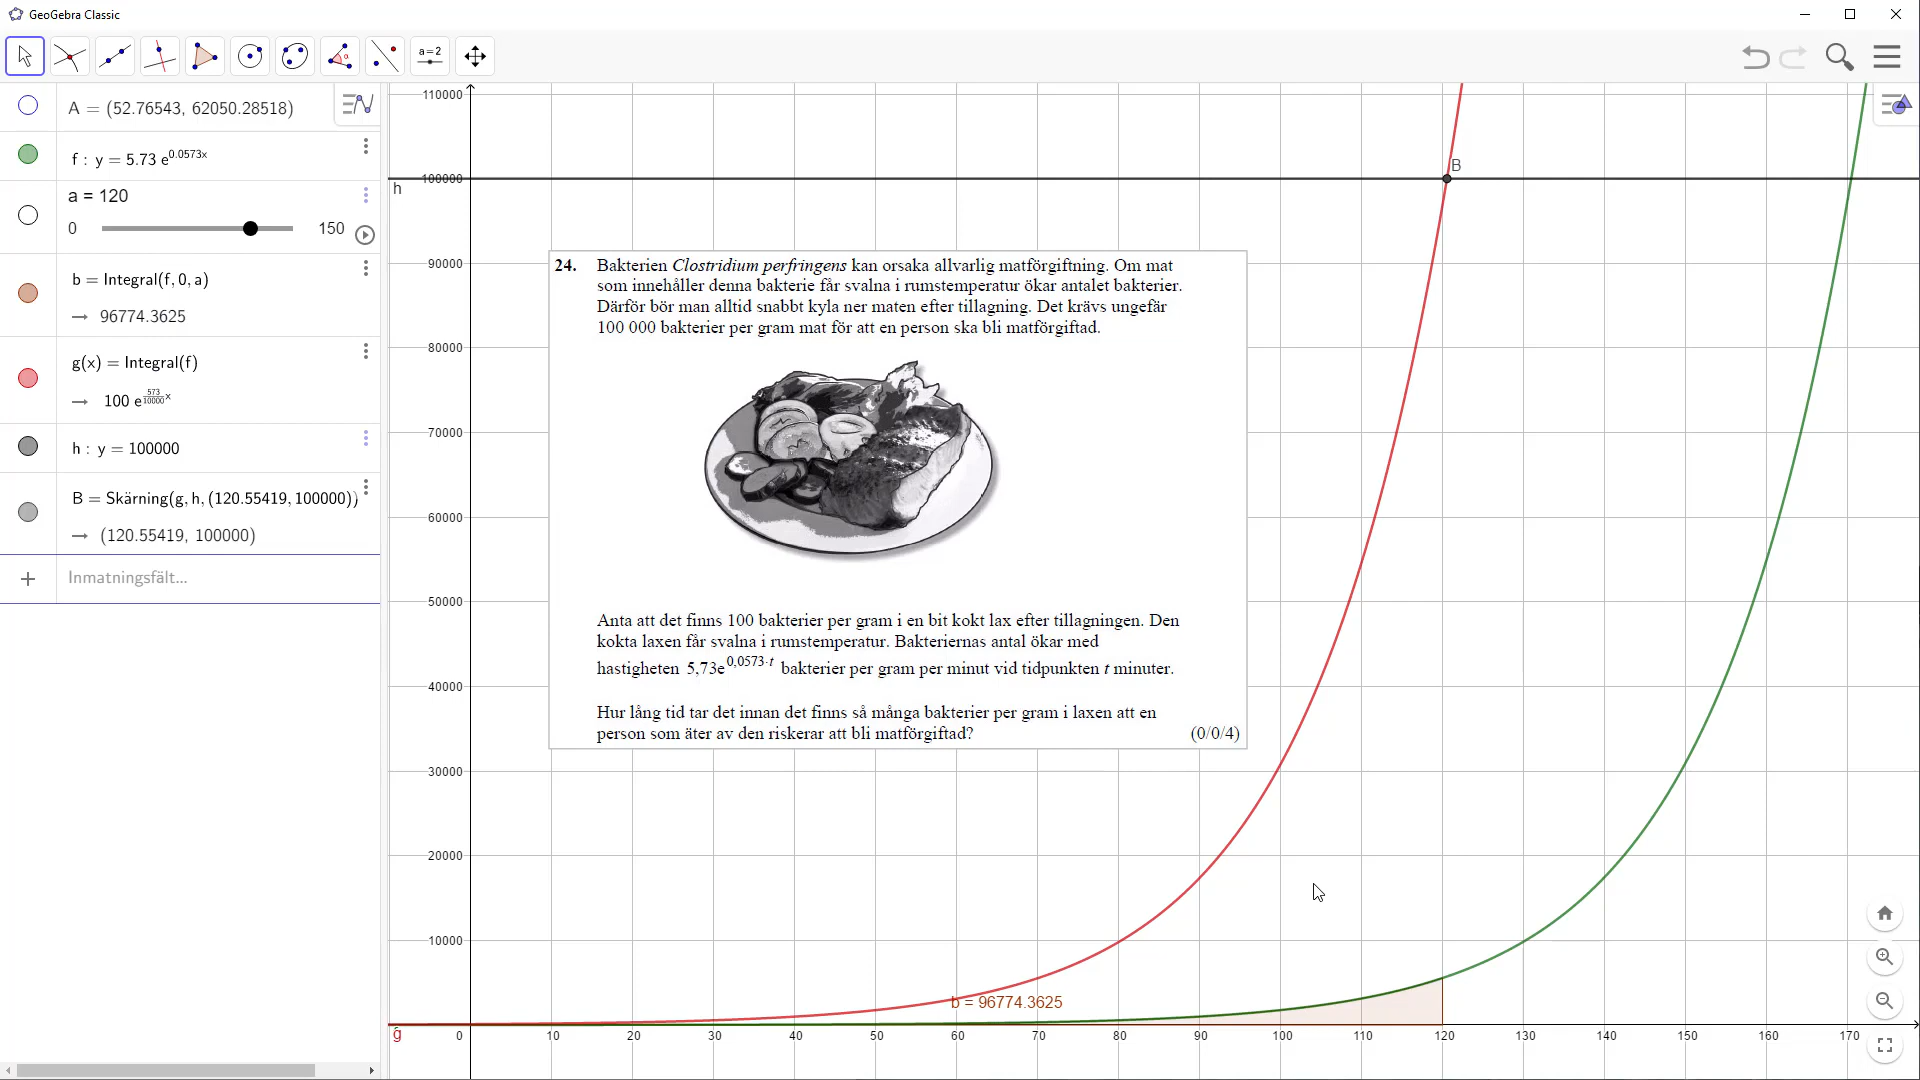 GeoGebra Classic
a=2
A = (52.76543, 62050.28518)
f : y = 5.73 e^0.0573x
a = 120
0 150
b = Integral(f, 0, a)
→ 96774.3625
g(x) = Integral(f)
→ 100 e^(573/10000)x
h : y = 100000
B = Skärning(g, h, (120.55419, 100000))
→ (120.55419, 100000)
+ Inmatningsfält...
110000
100000
90000
80000
70000
60000
50000
40000
30000
20000
10000
h
B
24. Bakterien Clostridium perfringens kan orsaka allvarlig matförgiftning. Om mat
som innehåller denna bakterie får svalna i rumstemperatur ökar antalet bakterier.
Därför bör man alltid snabbt kyla ner maten efter tillagning. Det krävs ungefär
100 000 bakterier per gram mat för att en person ska bli matförgiftad.
Anta att det finns 100 bakterier per gram i en bit kokt lax efter tillagningen. Den
kokta laxen får svalna i rumstemperatur. Bakteriernas antal ökar med
hastigheten 5,73e^0,0573·t bakterier per gram per minut vid tidpunkten t minuter.
Hur lång tid tar det innan det finns så många bakterier per gram i laxen att en
person som äter av den riskerar att bli matförgiftad? (0/0/4)
b = 96774.3625
g
0 10 20 30 40 50 60 70 80 90 100 110 120 130 140 150 160 170